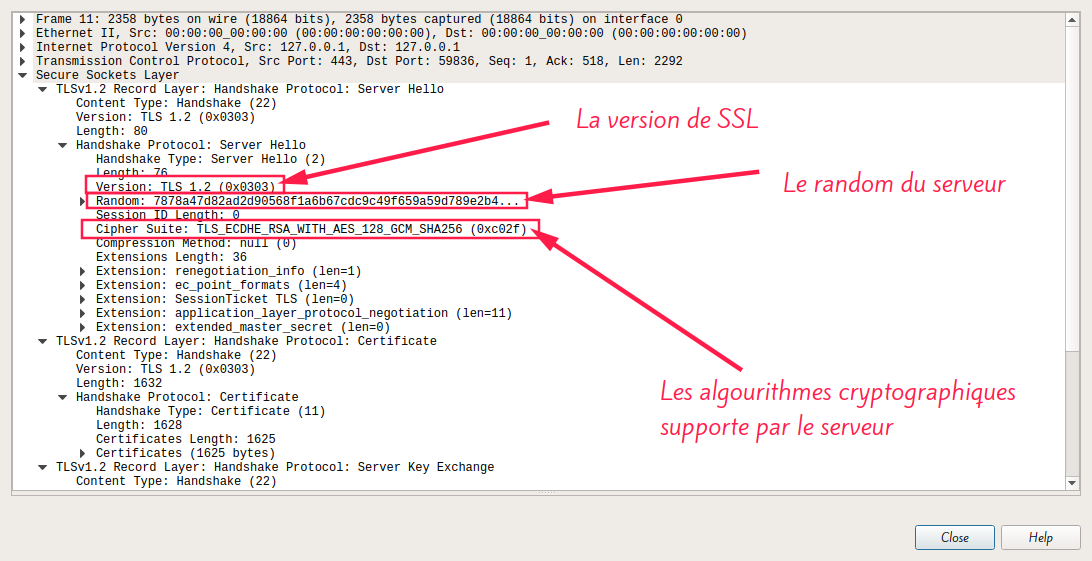 Frame 11: 2358 bytes on wire (18864 bits), 2358 bytes captured (18864 bits) on interface 0
Ethernet II, Src: 00:00:00_00:00:00 (00:00:00:00:00:00), Dst: 00:00:00_00:00:00 (00:00:00:00:00:00)
Internet Protocol Version 4, Src: 127.0.0.1, Dst: 127.0.0.1
Transmission Control Protocol, Src Port: 443, Dst Port: 59836, Seq: 1, Ack: 518, Len: 2292
Secure Sockets Layer
TLSv1.2 Record Layer: Handshake Protocol: Server Hello
Content Type: Handshake (22)
Version: TLS 1.2 (0x0303)
Length: 80
Handshake Protocol: Server Hello
Handshake Type: Server Hello (2)
Length: 76
Version: TLS 1.2 (0x0303)
Random: 7878a47d82ad2d90568f1a6b67cdc9c49f659a59d789e2b4...
Session ID Length: 0
Cipher Suite: TLS_ECDHE_RSA_WITH_AES_128_GCM_SHA256 (0xc02f)
Compression Method: null (0)
Extensions Length: 36
Extension: renegotiation_info (len=1)
Extension: ec_point_formats (len=4)
Extension: SessionTicket TLS (len=0)
Extension: application_layer_protocol_negotiation (len=11)
Extension: extended_master_secret (len=0)
TLSv1.2 Record Layer: Handshake Protocol: Certificate
Content Type: Handshake (22)
Version: TLS 1.2 (0x0303)
Length: 1632
Handshake Protocol: Certificate
Handshake Type: Certificate (11)
Length: 1628
Certificates Length: 1625
Certificates (1625 bytes)
TLSv1.2 Record Layer: Handshake Protocol: Server Key Exchange
Content Type: Handshake (22)
La version de SSL
Le random du serveur
Les algourithmes cryptographiques
supporte par le serveur
Close
Help